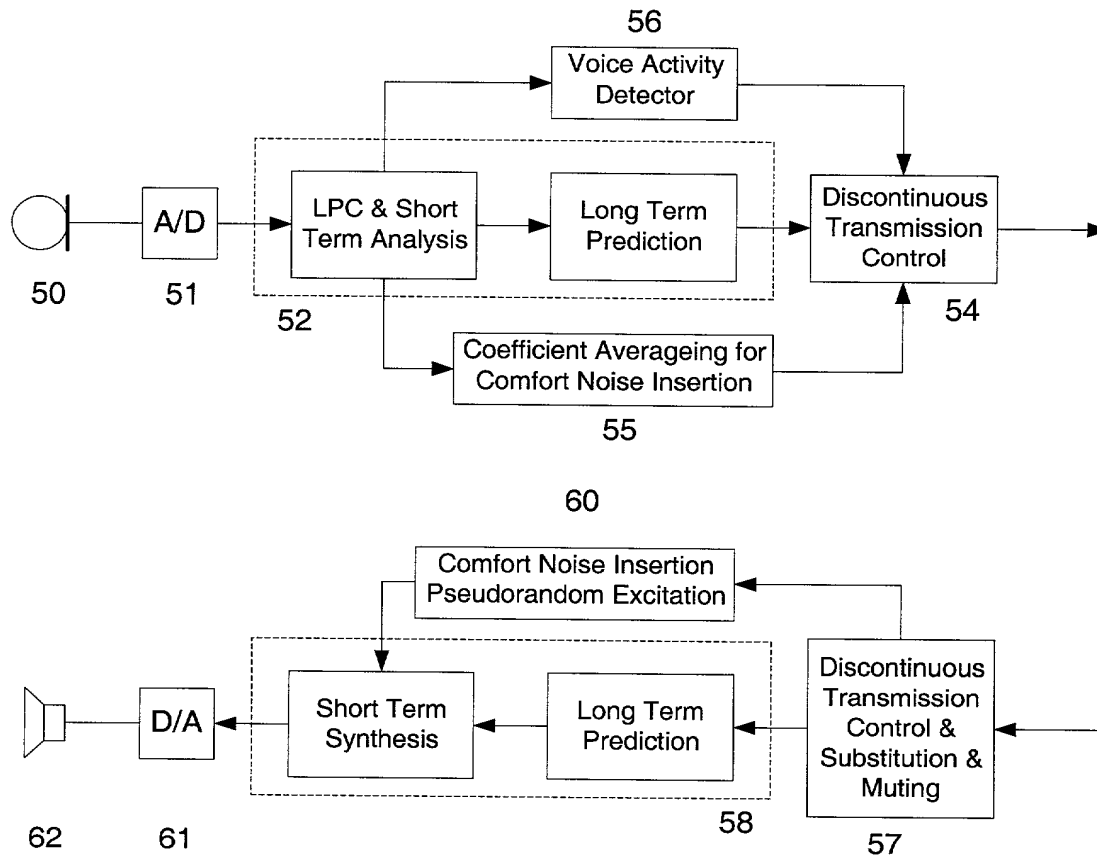 56
Voice Activity
Detector
A/D
LPC & Short
Term Analysis
Long Term
Prediction
Discontinuous
Transmission
Control
50
51
52
54
Coefficient Averageing for
Comfort Noise Insertion
55
60
Comfort Noise Insertion
Pseudorandom Excitation
D/A
Short Term
Synthesis
Long Term
Prediction
Discontinuous
Transmission
Control &
Substitution &
Muting
62
61
58
57